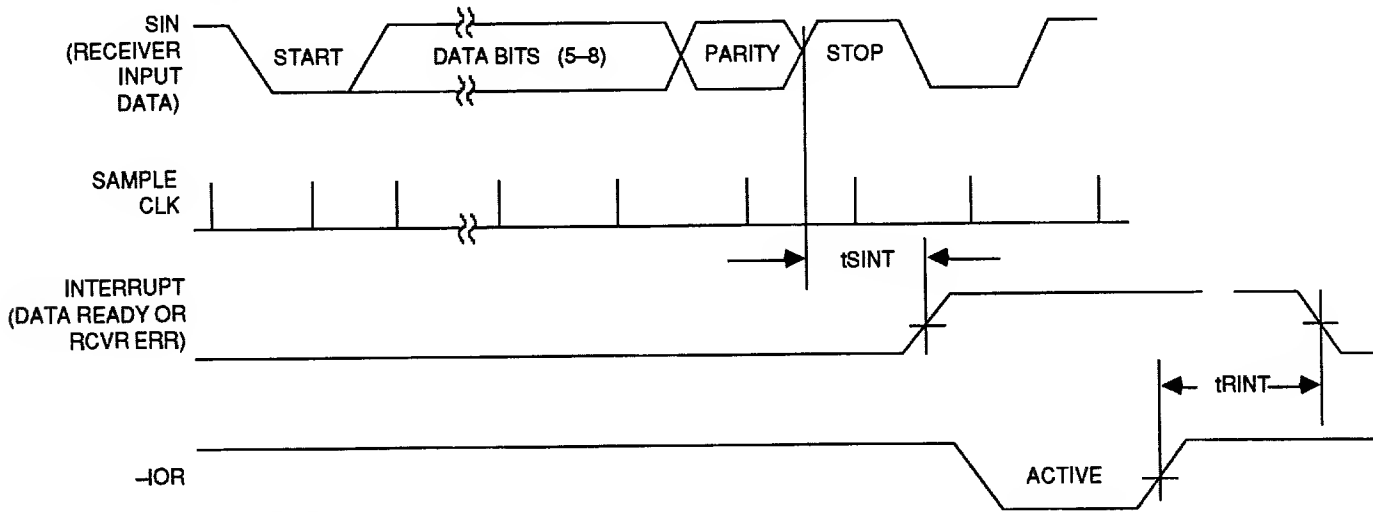 SIN
(RECEIVER
INPUT
DATA)
START
DATA BITS (5–8)
PARITY
STOP
SAMPLE
CLK
tSINT
INTERRUPT
(DATA READY OR
RCVR ERR)
tRINT
–IOR
ACTIVE